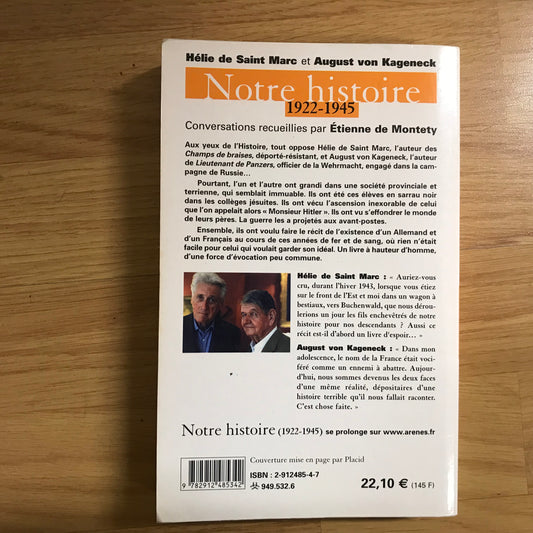 Hélie de Saint Marc et August von Kageneck
Notre histoire
1922-1945
Conversations recueillies par Étienne de Montety
Aux yeux de l'Histoire, tout oppose Hélie de Saint Marc, l'auteur des
Champs de braises, déporté-résistant, et August von Kageneck, l'auteur
de Lieutenant de Panzers, officier de la Wehrmacht, engagé dans la cam-
pagne de Russie...
Pourtant, l'un et l'autre ont grandi dans une société provinciale et
terrienne, qui semblait immuable. Ils ont été ces élèves en sarrau noir
dans les collèges jésuites. Ils ont vécu l'ascension inexorable de celui
que l'on appelait alors « Monsieur Hitler ». Ils ont vu s'effondrer le monde
de leurs pères. La guerre les a projetés aux avant-postes.
Ensemble, ils ont voulu faire le récit de l'existence d'un Allemand et
d'un Français au cours de ces années de fer et de sang, où rien n'était
facile pour celui qui voulait garder son idéal. Un livre à hauteur d'homme,
d'une force d'évocation peu commune.
Hélie de Saint Marc : « Auriez-vous
cru, durant l'hiver 1943, lorsque vous étiez
sur le front de l'Est et moi dans un wagon à
bestiaux, vers Buchenwald, que nous dérou-
lerions un jour les fils enchevêtrés de notre
histoire pour nos descendants ? Aussi ce
récit est-il d'abord un livre d'espoir... »
August von Kageneck : « Dans mon
adolescence, le nom de la France était voci-
féré comme un ennemi à abattre. Aujour-
d'hui, nous sommes devenus les deux faces
d'une même réalité, dépositaires d'une
histoire terrible qu'il nous fallait raconter.
C'est chose faite. »
Notre histoire (1922-1945) se prolonge sur www.arenes.fr
Couverture mise en page par Placid
ISBN : 2-912485-4-7
949.532.6
22,10 € (145 F)
9 782912 485342